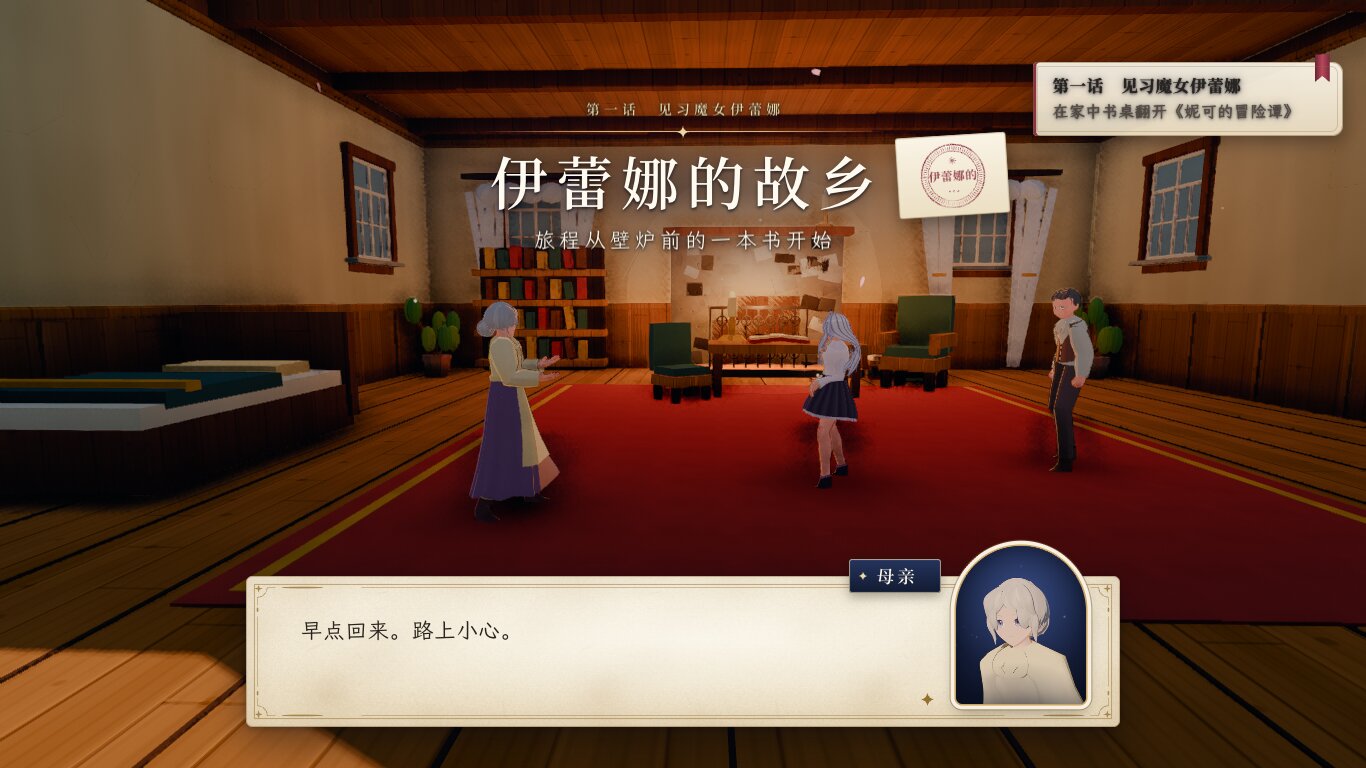 第一话 见习魔女伊蕾娜
在家中书桌翻开《妮可的冒险谭》
第一话 见习魔女伊蕾娜
伊蕾娜的故乡
伊蕾娜的
旅程从壁炉前的一本书开始
母亲
早点回来。路上小心。